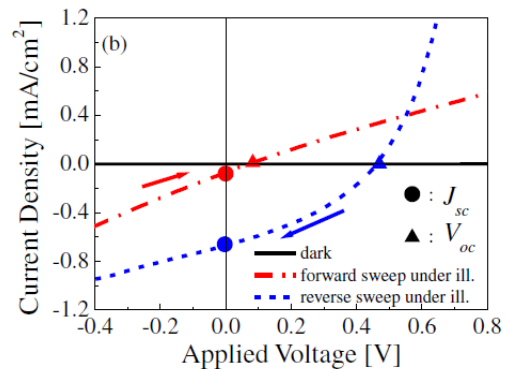 (b)
Current Density [mA/cm²]
1.2
0.8
0.4
0.0
-0.4
-0.8
-1.2
● : J_sc
▲ : V_oc
dark
forward sweep under ill.
reverse sweep under ill.
-0.4 -0.2 0.0 0.2 0.4 0.6 0.8
Applied Voltage [V]